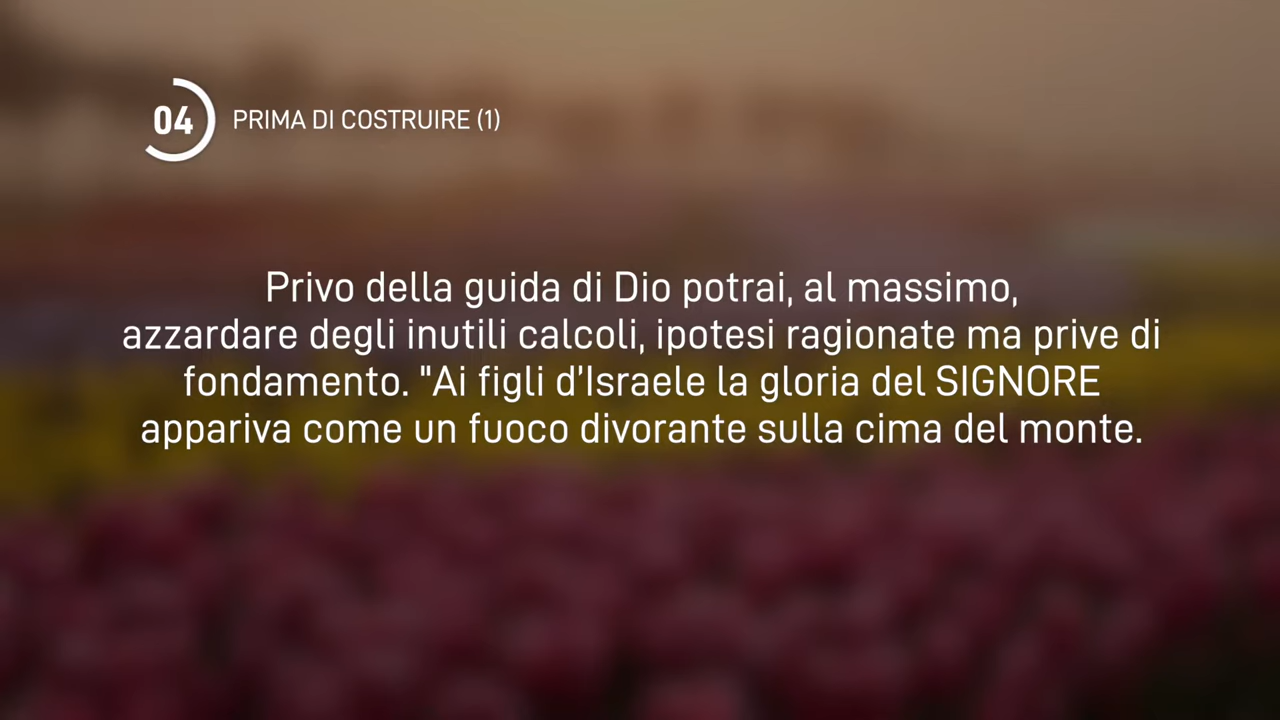 04 PRIMA DI COSTRUIRE (1)
Privo della guida di Dio potrai, al massimo,
azzardare degli inutili calcoli, ipotesi ragionate ma prive di
fondamento. "Ai figli d’Israele la gloria del SIGNORE
appariva come un fuoco divorante sulla cima del monte.